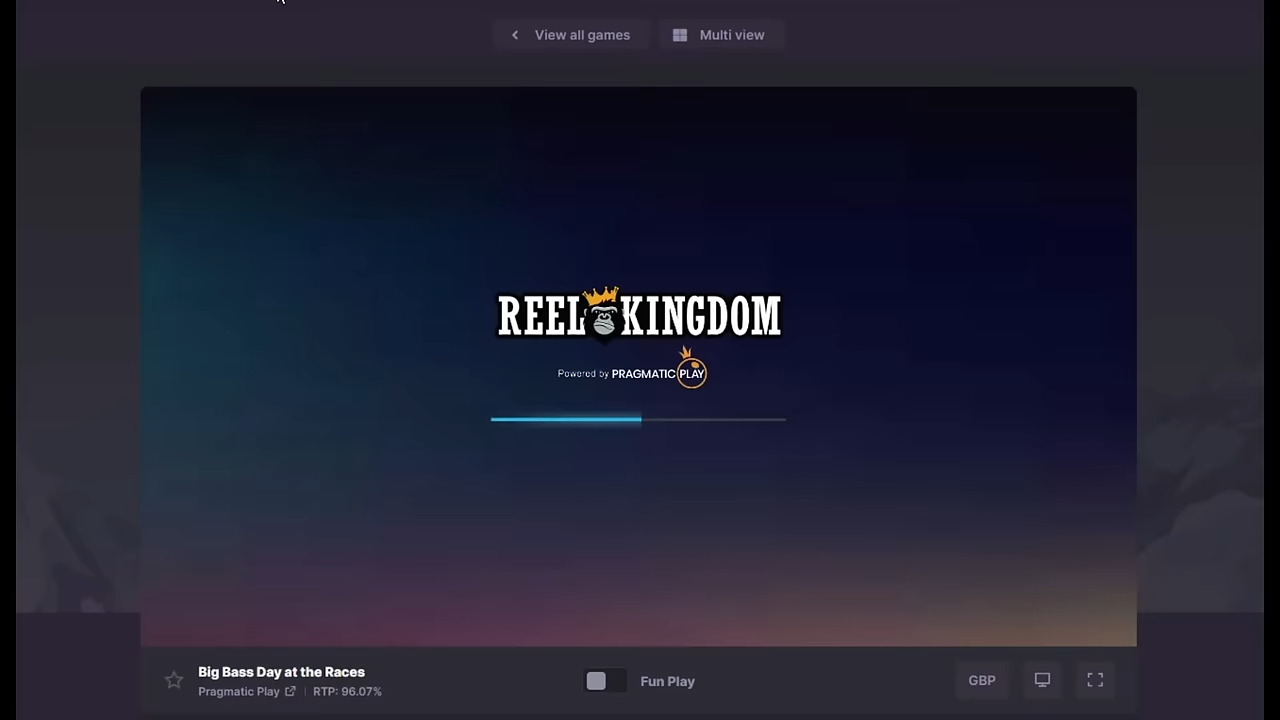 View all games
Multi view
REEL KINGDOM
Powered by PRAGMATIC PLAY
Big Bass Day at the Races
Pragmatic Play
RTP: 96.07%
Fun Play
GBP